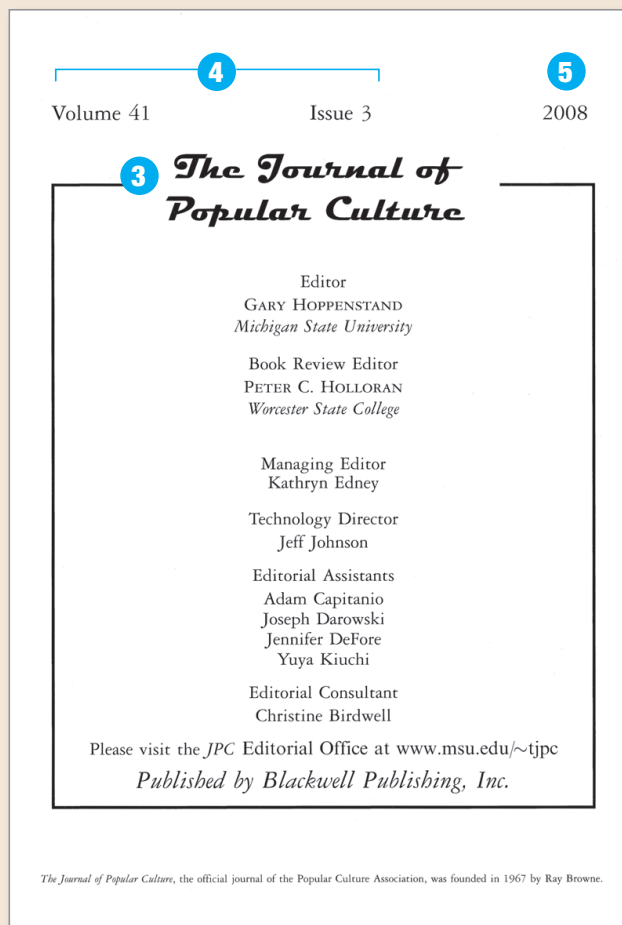 4
5
Volume 41 Issue 3 2008
3 The Journal of
Popular Culture
Editor
GARY HOPPENSTAND
Michigan State University
Book Review Editor
PETER C. HOLLORAN
Worcester State College
Managing Editor
Kathryn Edney
Technology Director
Jeff Johnson
Editorial Assistants
Adam Capitanio
Joseph Darowski
Jennifer DeFore
Yuya Kiuchi
Editorial Consultant
Christine Birdwell
Please visit the JPC Editorial Office at www.msu.edu/~tjpc
Published by Blackwell Publishing, Inc.
The Journal of Popular Culture, the official journal of the Popular Culture Association, was founded in 1967 by Ray Browne.